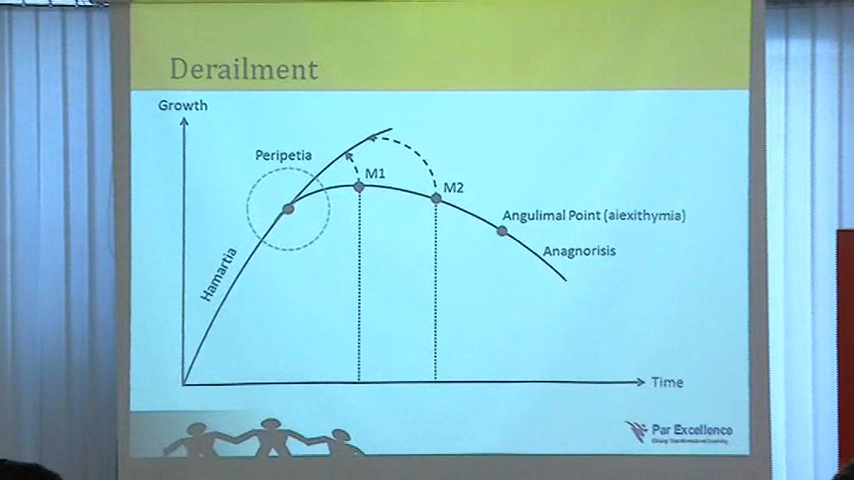 Derailment
Growth
Peripetia
M1
M2
Angulimal Point (alexithymia)
Anagnorisis
Hamartia
Time
Par Excellence